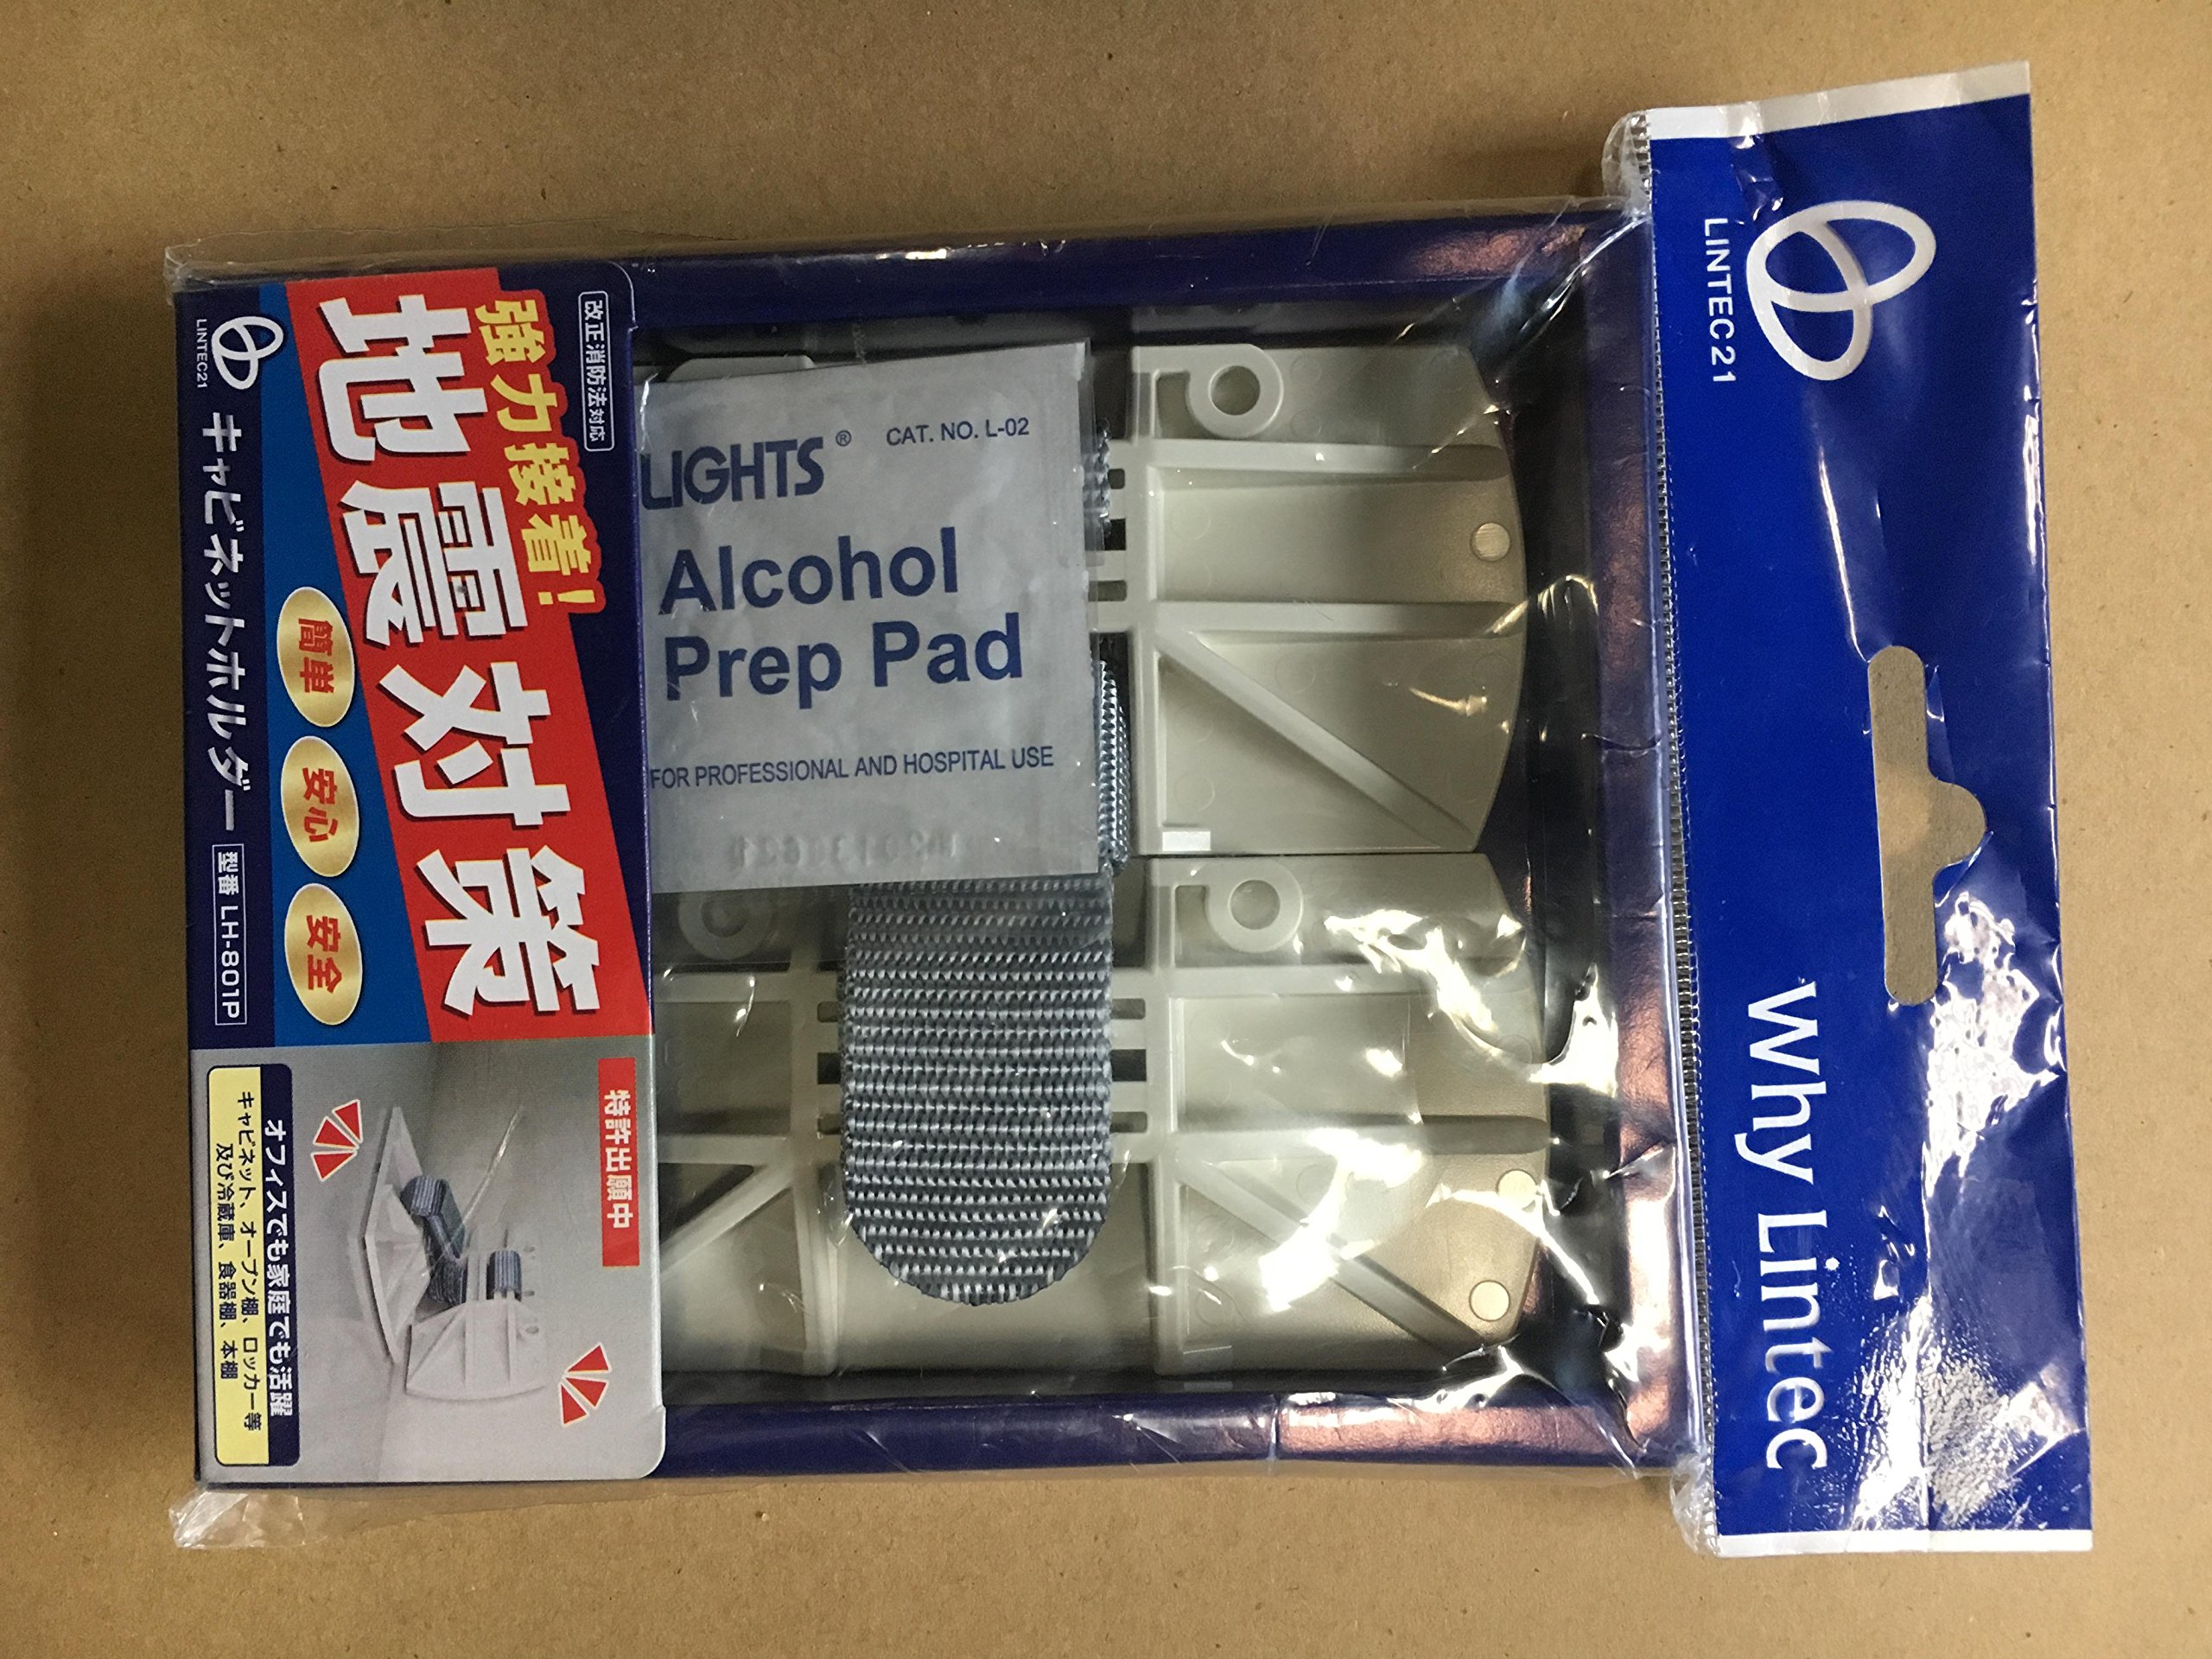 LINTEC21
Why Lintec
LIGHTS® CAT. NO. L-02
Alcohol
Prep Pad
FOR PROFESSIONAL AND HOSPITAL USE
改正消防法対応
強力接着!
地震対策
簡単
安心
安全
LINTEC21
キャビネットホルダー
型番 LH-801P
特許出願中
オフィスでも家庭でも活躍
キャビネット、オープン棚、ロッカー等
及び冷蔵庫、食器棚、本棚